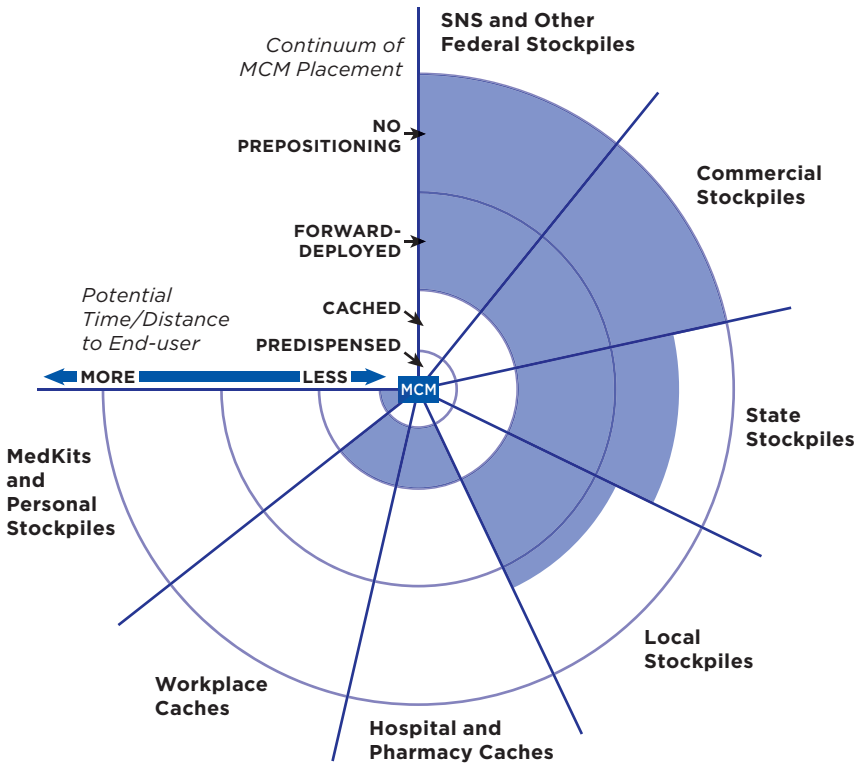 SNS and Other
Federal Stockpiles
Continuum of
MCM Placement
NO
PREPOSITIONING
Commercial
Stockpiles
FORWARD-
DEPLOYED
Potential
Time/Distance
to End-user
CACHED
PREDISPENSED
MORE
LESS
MCM
State
Stockpiles
MedKits
and
Personal
Stockpiles
Local
Stockpiles
Workplace
Caches
Hospital and
Pharmacy Caches